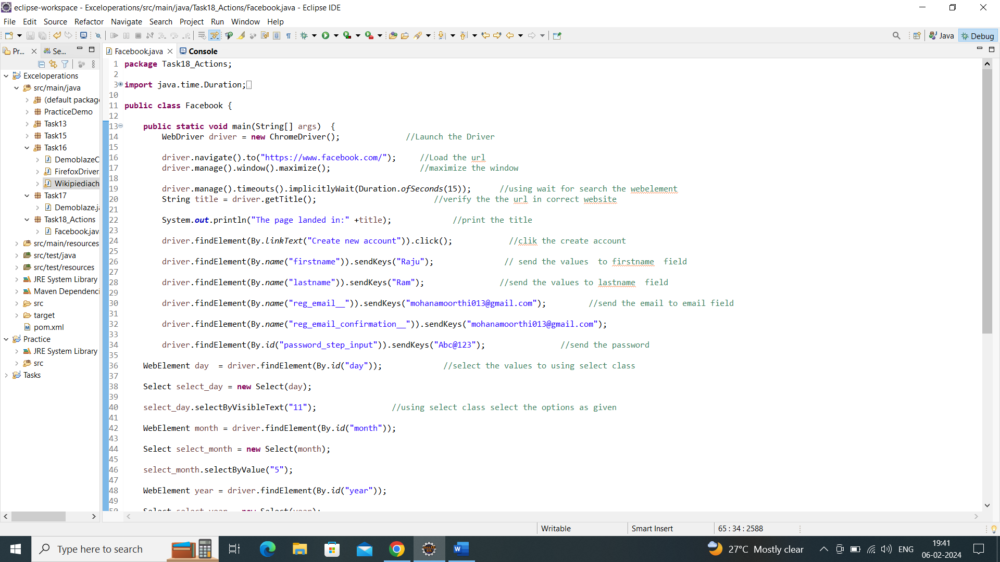 eclipse-workspace - Exceloperations/src/main/java/Task18_Actions/Facebook.java - Eclipse IDE
File Edit Source Refactor Navigate Search Project Run Window Help
Java Debug
Pr... Se... Facebook.java Console
Exceloperations
src/main/java
(default packag
PracticeDemo
Task13
Task15
Task16
DemoblazeC
FirefoxDriver
Wikipiediach
Task17
Demoblaze.j
Task18_Actions
Facebook.jav
src/main/resources
src/test/java
src/test/resources
JRE System Library
Maven Dependenci
src
target
pom.xml
Practice
JRE System Library
src
Tasks
1 package Task18_Actions;
2
3 import java.time.Duration;
10
11 public class Facebook {
12
13 public static void main(String[] args) {
14 WebDriver driver = new ChromeDriver(); //Launch the Driver
15
16 driver.navigate().to("https://www.facebook.com/"); //Load the url
17 driver.manage().window().maximize(); //maximize the window
18
19 driver.manage().timeouts().implicitlyWait(Duration.ofSeconds(15)); //using wait for search the webelement
20 String title = driver.getTitle(); //verify the the url in correct website
21
22 System.out.println("The page landed in:" +title); //print the title
23
24 driver.findElement(By.linkText("Create new account")).click(); //clik the create account
25
26 driver.findElement(By.name("firstname")).sendKeys("Raju"); // send the values to firstname field
27
28 driver.findElement(By.name("lastname")).sendKeys("Ram"); //send the values to lastname field
29
30 driver.findElement(By.name("reg_email__")).sendKeys("mohanamoorthi013@gmail.com"); //send the email to email field
31
32 driver.findElement(By.name("reg_email_confirmation__")).sendKeys("mohanamoorthi013@gmail.com");
33
34 driver.findElement(By.id("password_step_input")).sendKeys("Abc@123"); //send the password
35
36 WebElement day = driver.findElement(By.id("day")); //select the values to using select class
37
38 Select select_day = new Select(day);
39
40 select_day.selectByVisibleText("11"); //using select class select the options as given
41
42 WebElement month = driver.findElement(By.id("month"));
43
44 Select select_month = new Select(month);
45
46 select_month.selectByValue("5");
47
48 WebElement year = driver.findElement(By.id("year"));
49
50 Select select_year = new Select(year);
Writable Smart Insert 65 : 34 : 2588
Type here to search
27°C Mostly clear ENG
19:41
06-02-2024